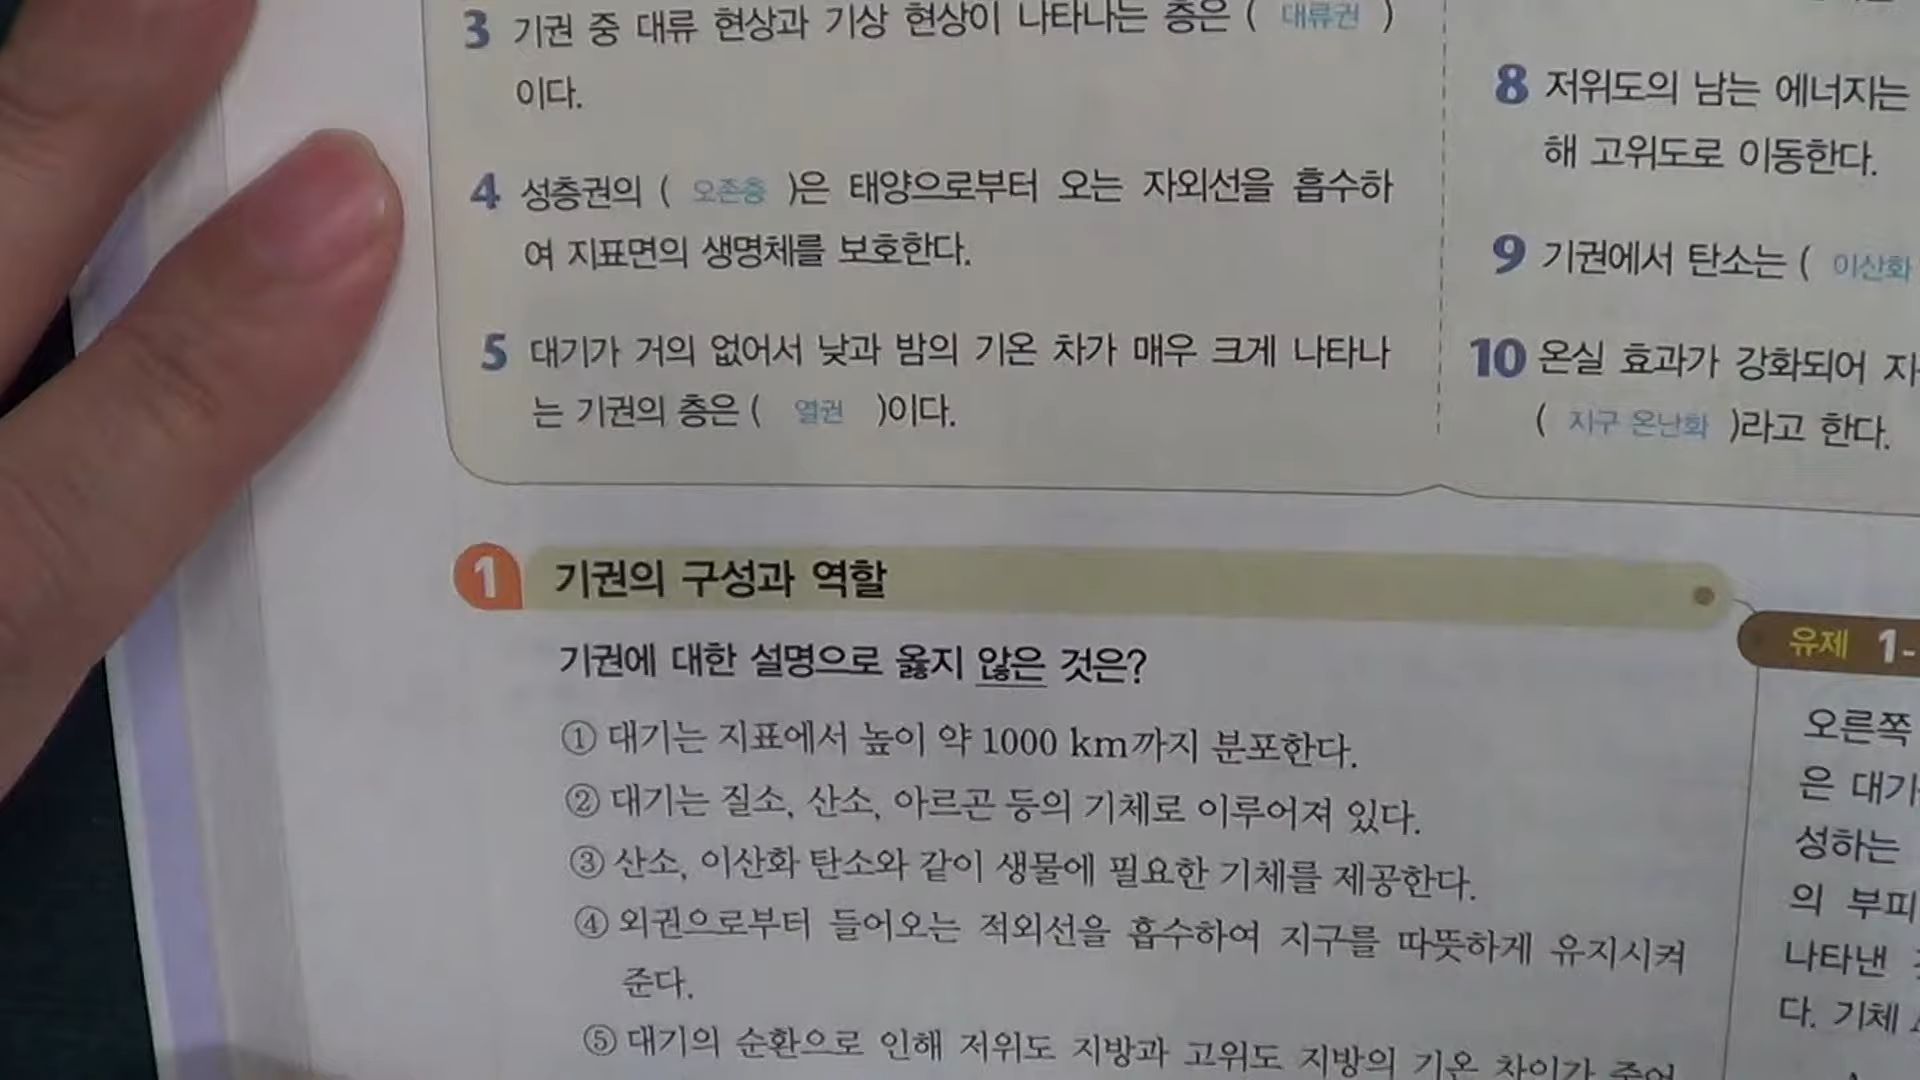 3 기권 중 대류 현상과 기상 현상이 나타나는 층은 ( 대류권 )
이다.
4 성층권의 ( 오존층 )은 태양으로부터 오는 자외선을 흡수하
여 지표면의 생명체를 보호한다.
5 대기가 거의 없어서 낮과 밤의 기온 차가 매우 크게 나타나
는 기권의 층은 ( 열권 )이다.
8 저위도의 남는 에너지는
해 고위도로 이동한다.
9 기권에서 탄소는 ( 이산화
10 온실 효과가 강화되어
( 지구 온난화 )라고 한다.
1 기권의 구성과 역할
기권에 대한 설명으로 옳지 않은 것은?
① 대기는 지표에서 높이 약 1000 km까지 분포한다.
② 대기는 질소, 산소, 아르곤 등의 기체로 이루어져 있다.
③ 산소, 이산화 탄소와 같이 생물에 필요한 기체를 제공한다.
④ 외권으로부터 들어오는 적외선을 흡수하여 지구를 따뜻하게 유지시켜
준다.
⑤ 대기의 순환으로 인해 저위도 지방과 고위도 지방의 기온 차이가
유제 1-
오른쪽
은 대기
성하는
의 부피
나타낸
다. 기체